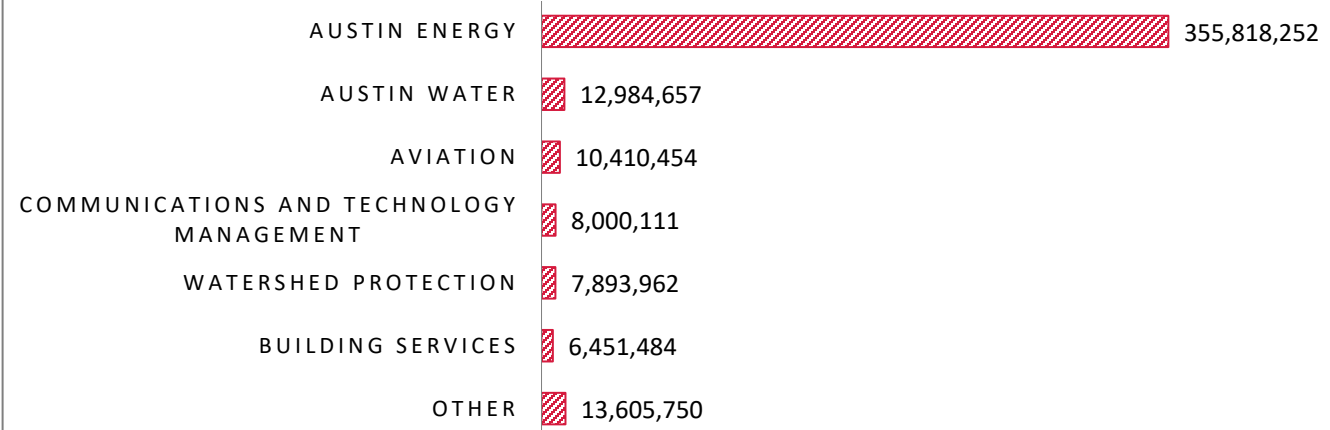 AUSTIN ENERGY 355,818,252
AUSTIN WATER 12,984,657
AVIATION 10,410,454
COMMUNICATIONS AND TECHNOLOGY
MANAGEMENT 8,000,111
WATERSHED PROTECTION 7,893,962
BUILDING SERVICES 6,451,484
OTHER 13,605,750